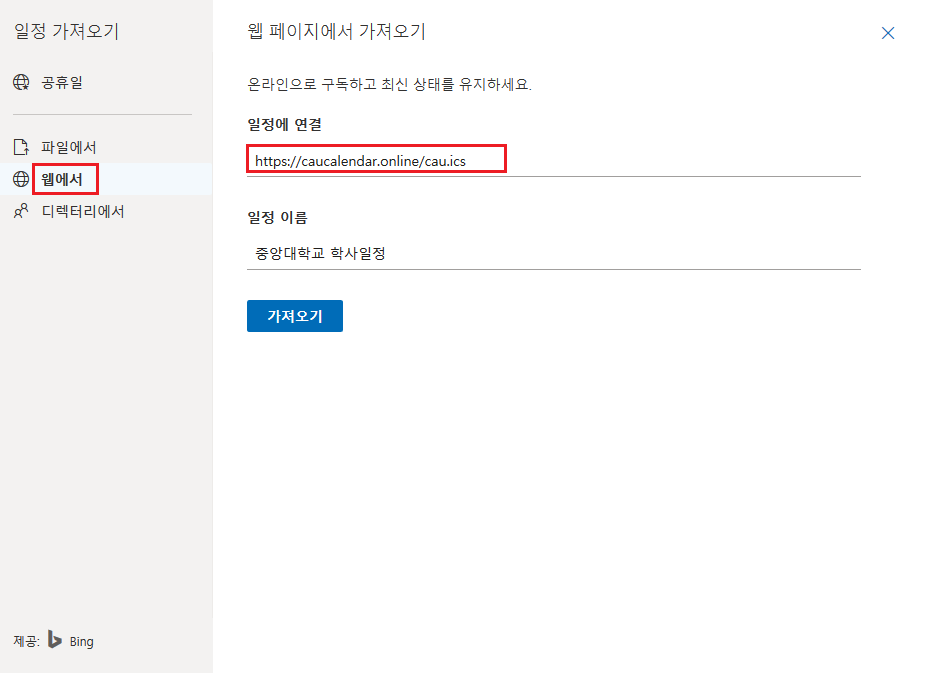 일정 가져오기
공휴일
파일에서
웹에서
디렉터리에서
제공: Bing
웹 페이지에서 가져오기
온라인으로 구독하고 최신 상태를 유지하세요.
일정에 연결
https://caucalendar.online/cau.ics
일정 이름
중앙대학교 학사일정
가져오기